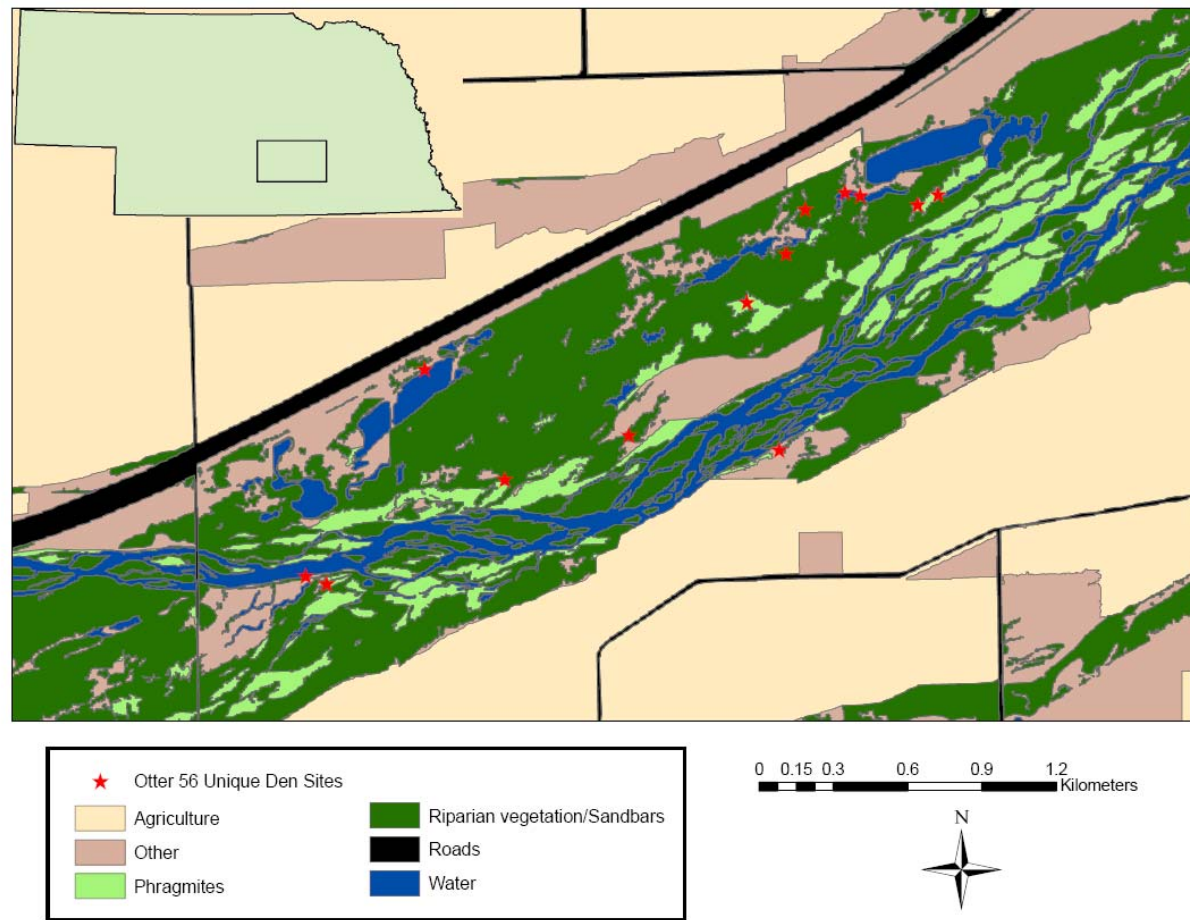 Otter 56 Unique Den Sites
Agriculture
Other
Phragmites
Riparian vegetation/Sandbars
Roads
Water
0 0.15 0.3 0.6 0.9 1.2
Kilometers
N